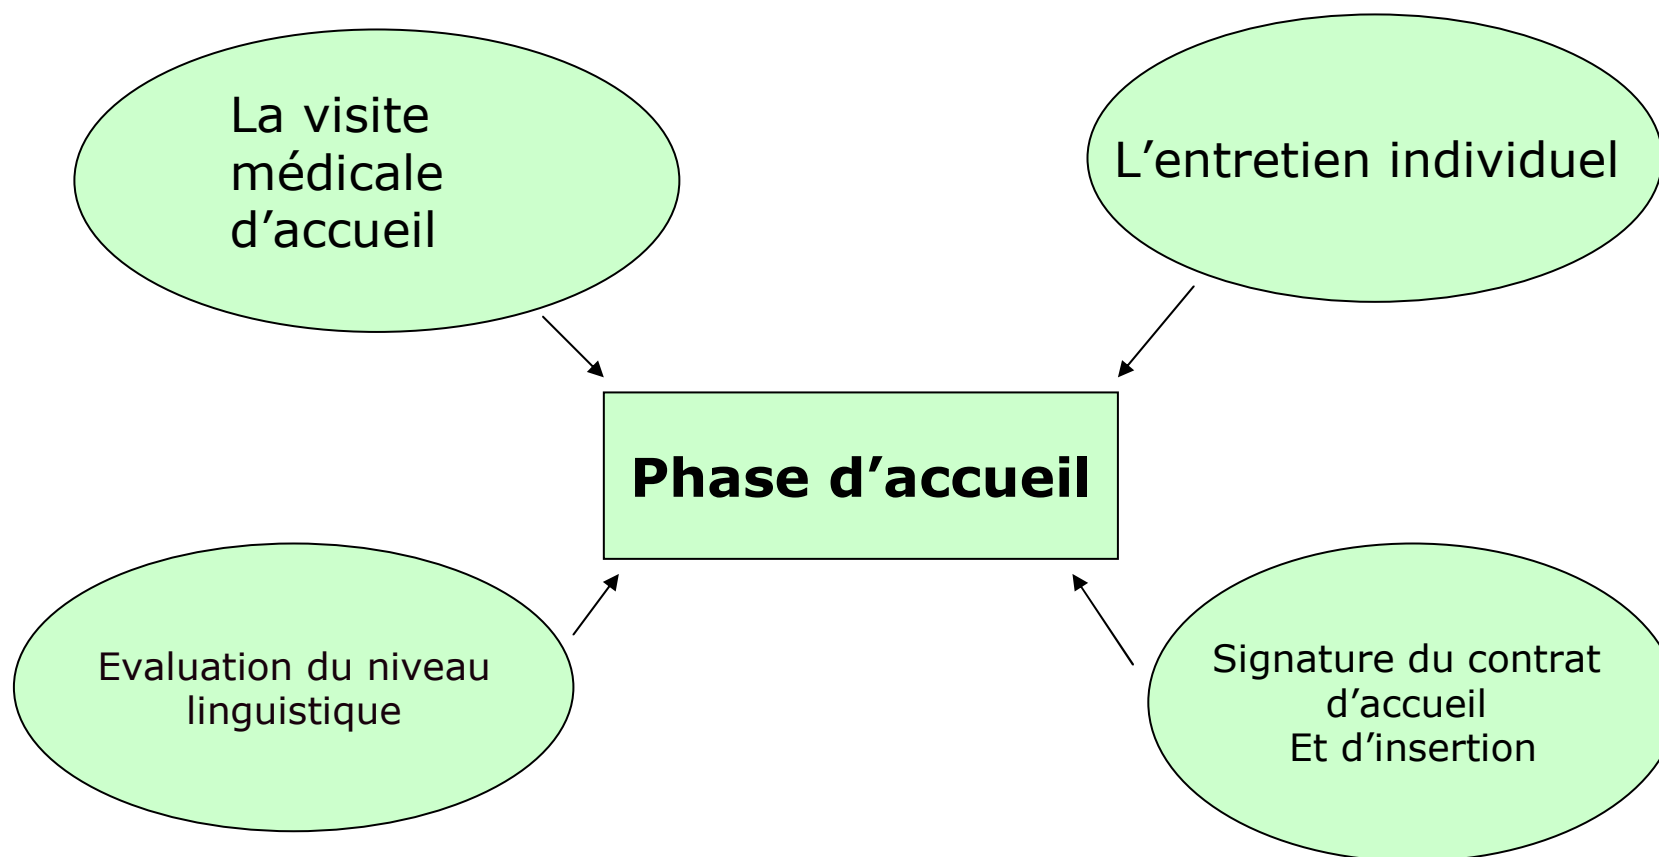 La visite
médicale
d’accueil
L’entretien individuel
Phase d’accueil
Evaluation du niveau
linguistique
Signature du contrat
d’accueil
Et d’insertion